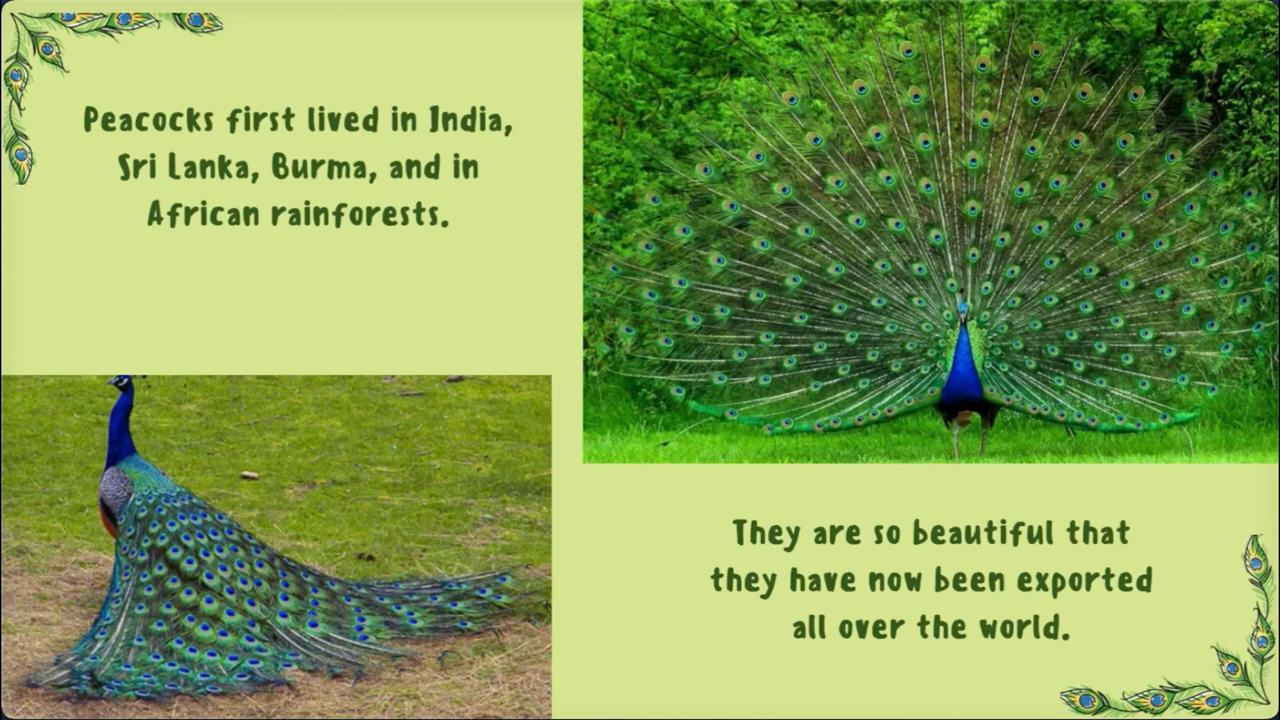 Peacocks first lived in India,
Sri Lanka, Burma, and in
African rainforests.
They are so beautiful that
they have now been exported
all over the world.